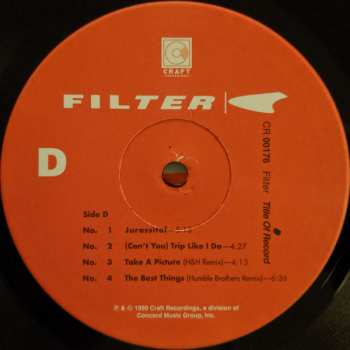 C
CRAFT
RECORDINGS
FILTER
D
CR 00176 Filter Title Of Record
Side D
No. 1 Jurassitol—
No. 2 (Can't You) Trip Like I Do—4:27
No. 3 Take A Picture (H&H Remix)—4:13
No. 4 The Best Things (Humble Brothers Remix)—6:35
℗ & © 1999 Craft Recordings, a division of
Concord Music Group, Inc.